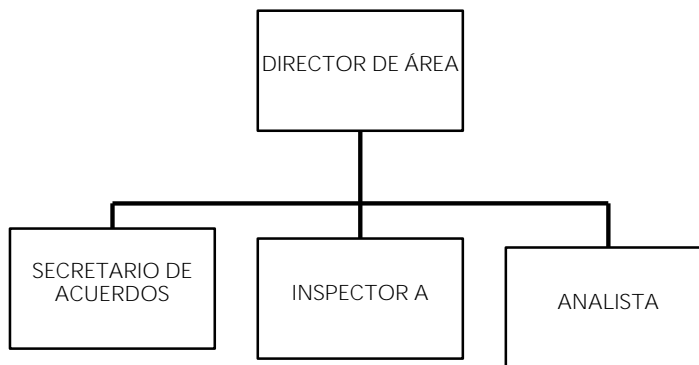 DIRECTOR DE ÁREA
SECRETARIO DE
ACUERDOS
INSPECTOR A
ANALISTA